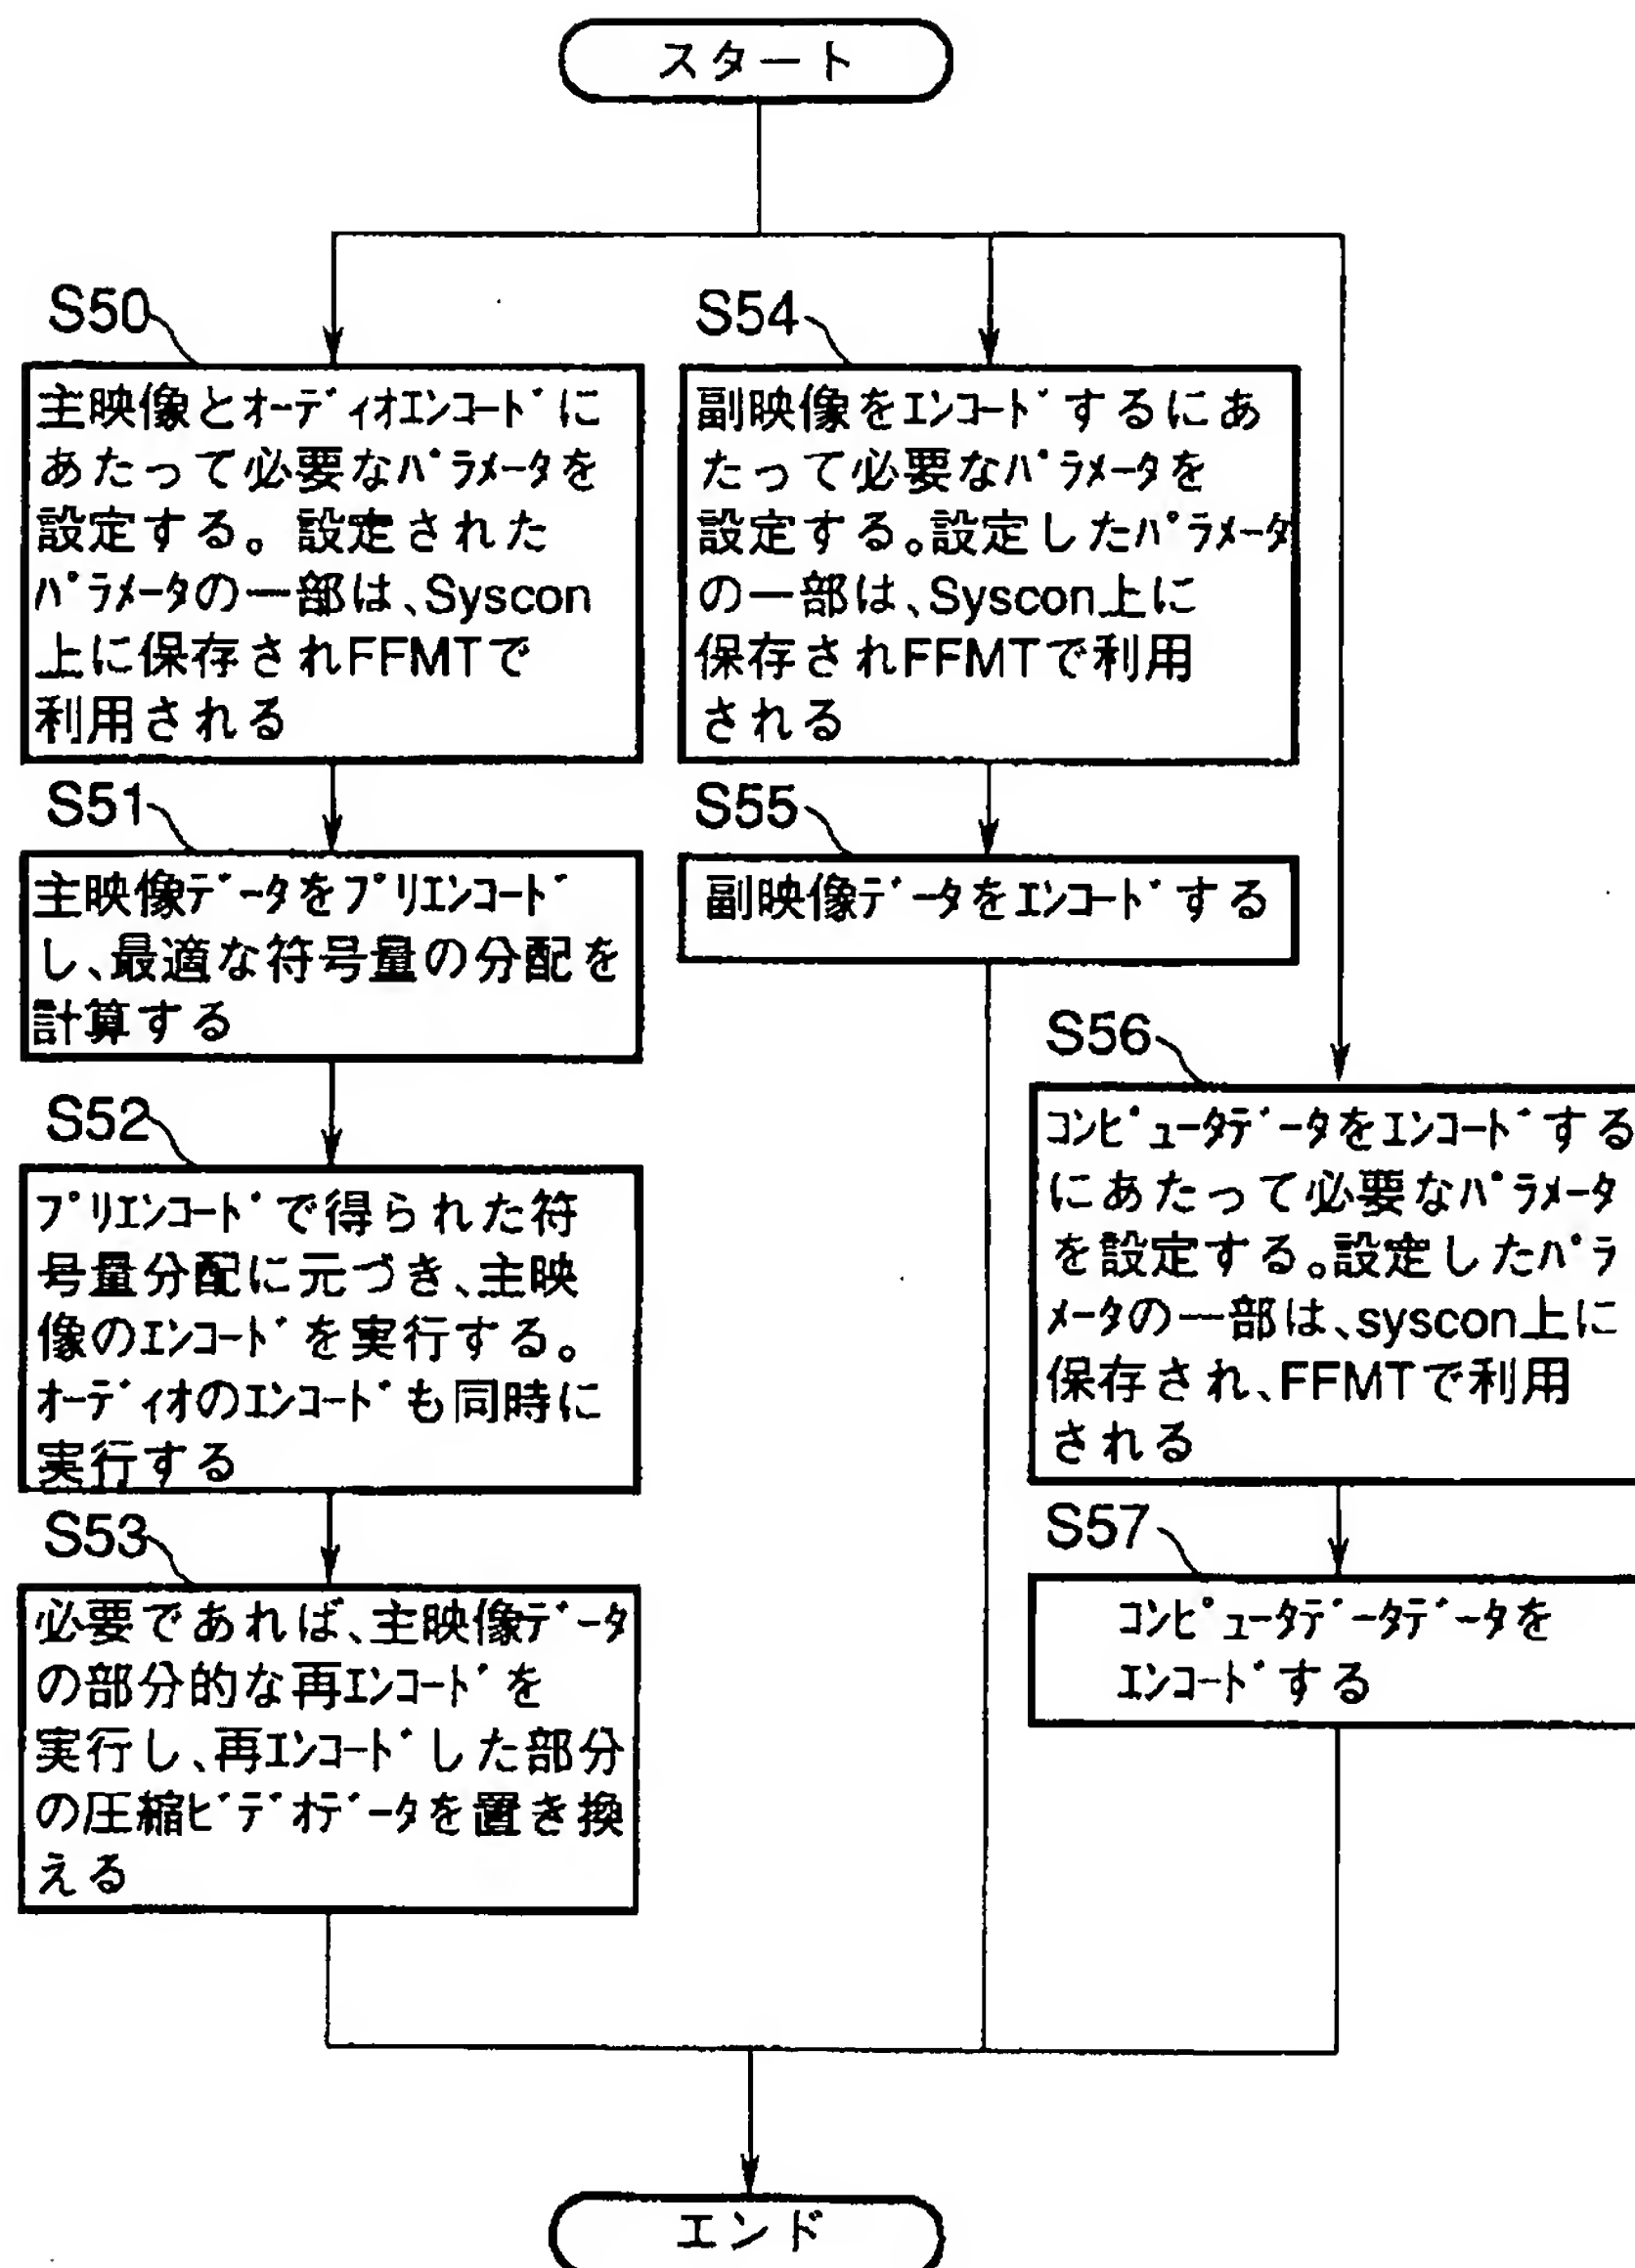 スタート
S50
主映像とオーディオエンコードに
あたって必要なパラメータを
設定する。設定された
パラメータの一部は、Syscon
上に保存されFFMTで
利用される
S51
主映像データをプリエンコード
し、最適な符号量の分配を
計算する
S52
プリエンコードで得られた符
号量分配に元づき、主映
像のエンコードを実行する。
オーディオのエンコードも同時に
実行する
S53
必要であれば、主映像データ
の部分的な再エンコードを
実行し、再エンコードした部分
の圧縮ビデオデータを置き換
える
S54
副映像をエンコードするにあ
たって必要なパラメータを
設定する。設定したパラメータ
の一部は、Syscon上に
保存されFFMTで利用
される
S55
副映像データをエンコードする
S56
コンピュータデータをエンコードする
にあたって必要なパラメータ
を設定する。設定したパラ
メータの一部は、syscon上に
保存され、FFMTで利用
される
S57
コンピュータデータデータを
エンコードする
エンド